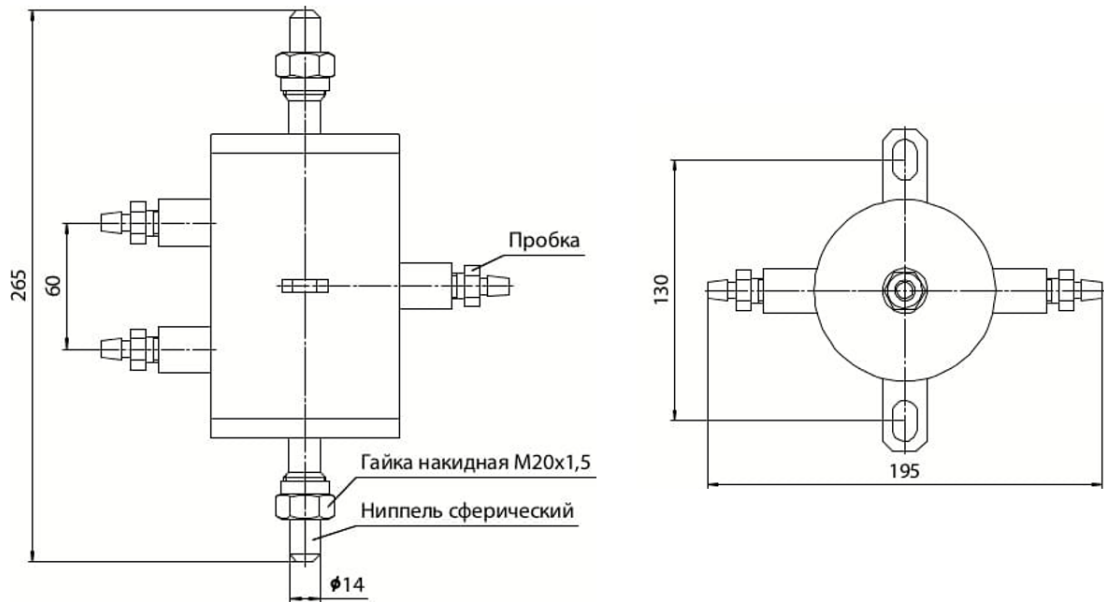 265
60
Пробка
Гайка накидная М20х1,5
Ниппель сферический
ϕ14
130
195